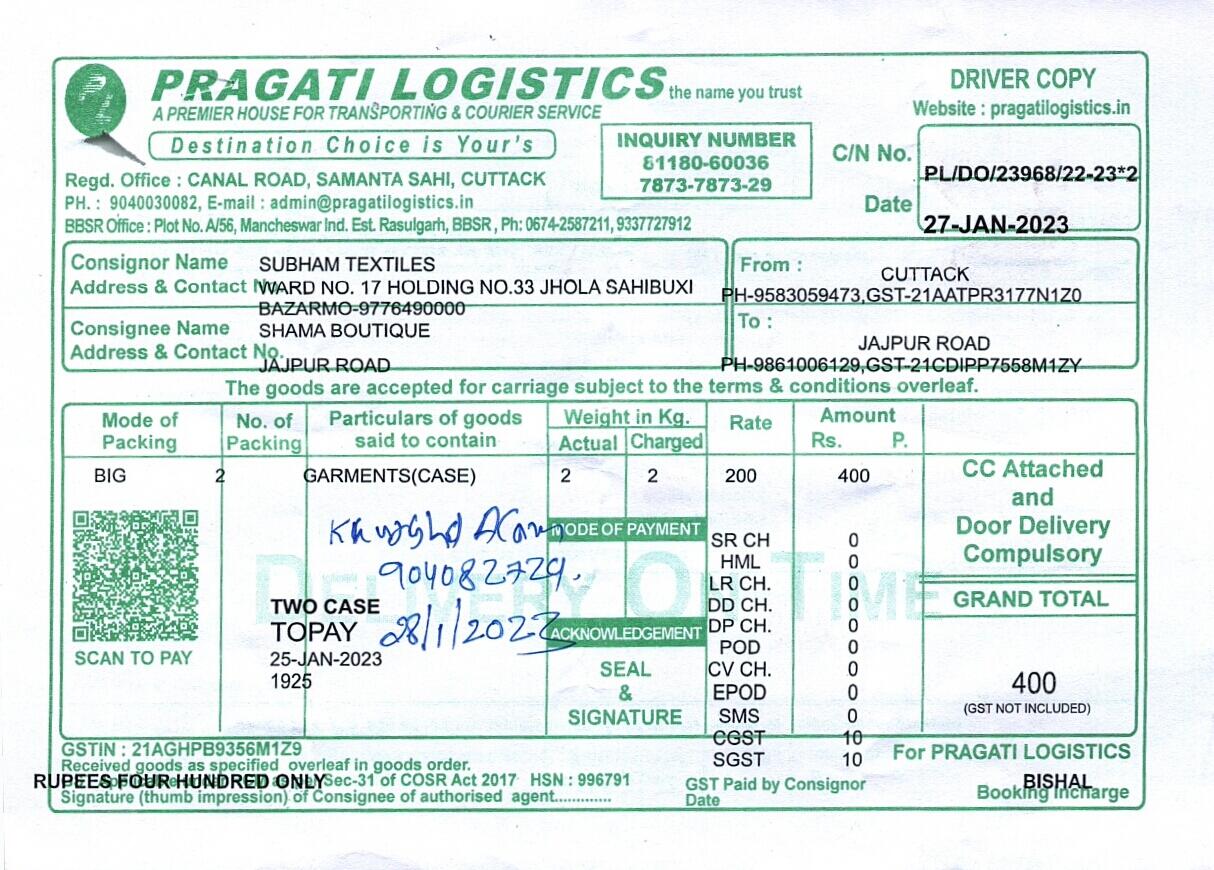 PRAGATI LOGISTICS the name you trust
A PREMIER HOUSE FOR TRANSPORTING & COURIER SERVICE
Destination Choice is Your's
Regd. Office : CANAL ROAD, SAMANTA SAHI, CUTTACK
PH. : 9040030082, E-mail : admin@pragatilogistics.in
BBSR Office : Plot No. A/56, Mancheswar Ind. Est. Rasulgarh, BBSR , Ph: 0674-2587211, 9337727912
INQUIRY NUMBER
81180-60036
7873-7873-29
DRIVER COPY
Website : pragatilogistics.in
C/N No. PL/DO/23968/22-23*2
Date 27-JAN-2023
Consignor Name SUBHAM TEXTILES
Address & Contact No. WARD NO. 17 HOLDING NO.33 JHOLA SAHIBUXI
BAZARMO-9776490000
Consignee Name SHAMA BOUTIQUE
Address & Contact No.
JAJPUR ROAD
From : CUTTACK
PH-9583059473,GST-21AATPR3177N1Z0
To :
JAJPUR ROAD
PH-9861006129,GST-21CDIPP7558M1ZY
The goods are accepted for carriage subject to the terms & conditions overleaf.
Mode of Packing No. of Packing Particulars of goods said to contain Weight in Kg. Actual Charged Rate Amount Rs. P.
BIG 2 GARMENTS(CASE) 2 2 200 400
CC Attached
and
Door Delivery
Compulsory
904082729.
28/1/2023
DELIVERY ON TIME
TWO CASE
TOPAY
25-JAN-2023
1925
SCAN TO PAY
MODE OF PAYMENT
ACKNOWLEDGEMENT
SEAL
&
SIGNATURE
SR CH 0
HML 0
LR CH. 0
DD CH. 0
DP CH. 0
POD 0
CV CH. 0
EPOD 0
SMS 0
CGST 10
SGST 10
GRAND TOTAL
400
(GST NOT INCLUDED)
GSTIN : 21AGHPB9356M1Z9
Received goods as specified overleaf in goods order.
RUPEES FOUR HUNDRED ONLY
Sec-31 of COSR Act 2017 HSN : 996791
Signature (thumb impression) of Consignee of authorised agent.............
GST Paid by Consignor
Date
For PRAGATI LOGISTICS
BISHAL
Booking Incharge